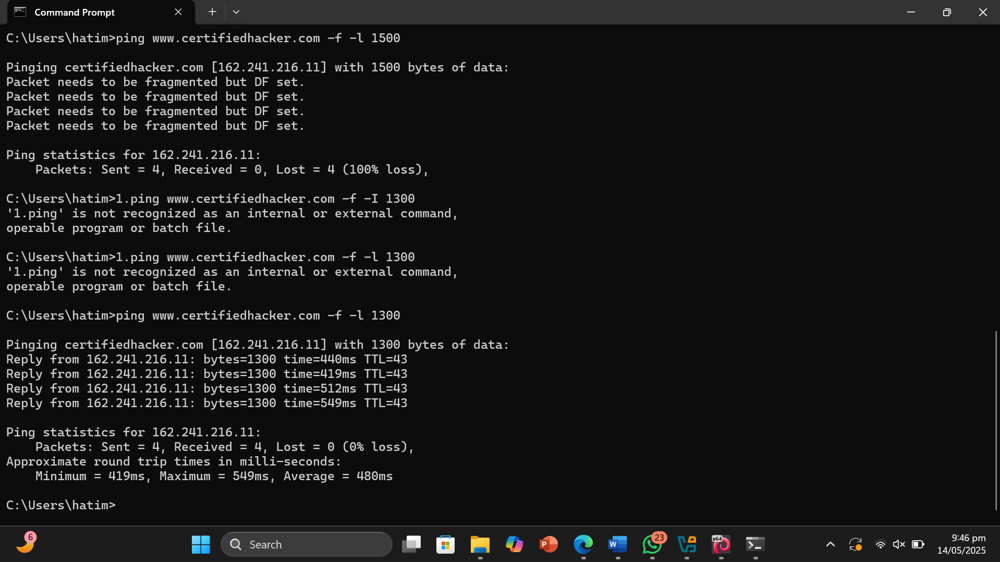 Command Prompt
C:\Users\hatim>ping www.certifiedhacker.com -f -l 1500
Pinging certifiedhacker.com [162.241.216.11] with 1500 bytes of data:
Packet needs to be fragmented but DF set.
Packet needs to be fragmented but DF set.
Packet needs to be fragmented but DF set.
Packet needs to be fragmented but DF set.
Ping statistics for 162.241.216.11:
    Packets: Sent = 4, Received = 0, Lost = 4 (100% loss),
C:\Users\hatim>1.ping www.certifiedhacker.com -f -I 1300
'1.ping' is not recognized as an internal or external command,
operable program or batch file.
C:\Users\hatim>1.ping www.certifiedhacker.com -f -l 1300
'1.ping' is not recognized as an internal or external command,
operable program or batch file.
C:\Users\hatim>ping www.certifiedhacker.com -f -l 1300
Pinging certifiedhacker.com [162.241.216.11] with 1300 bytes of data:
Reply from 162.241.216.11: bytes=1300 time=440ms TTL=43
Reply from 162.241.216.11: bytes=1300 time=419ms TTL=43
Reply from 162.241.216.11: bytes=1300 time=512ms TTL=43
Reply from 162.241.216.11: bytes=1300 time=549ms TTL=43
Ping statistics for 162.241.216.11:
    Packets: Sent = 4, Received = 4, Lost = 0 (0% loss),
Approximate round trip times in milli-seconds:
    Minimum = 419ms, Maximum = 549ms, Average = 480ms
C:\Users\hatim>
6
Search
P
W
23
x64
9:46 pm
14/05/2025